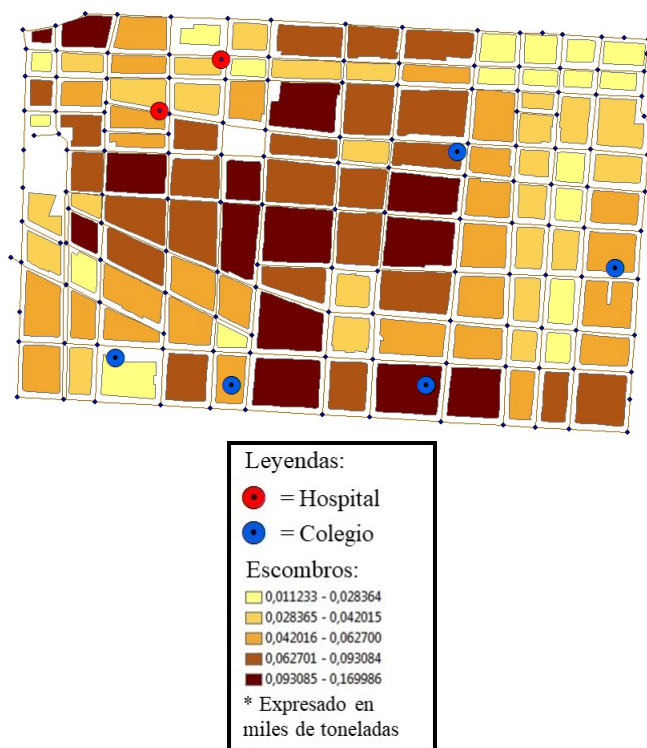 Leyendas:
= Hospital
= Colegio
Escombros:
0,011233 - 0,028364
0,028365 - 0,042015
0,042016 - 0,062700
0,062701 - 0,093084
0,093085 - 0,169986
* Expresado en
miles de toneladas